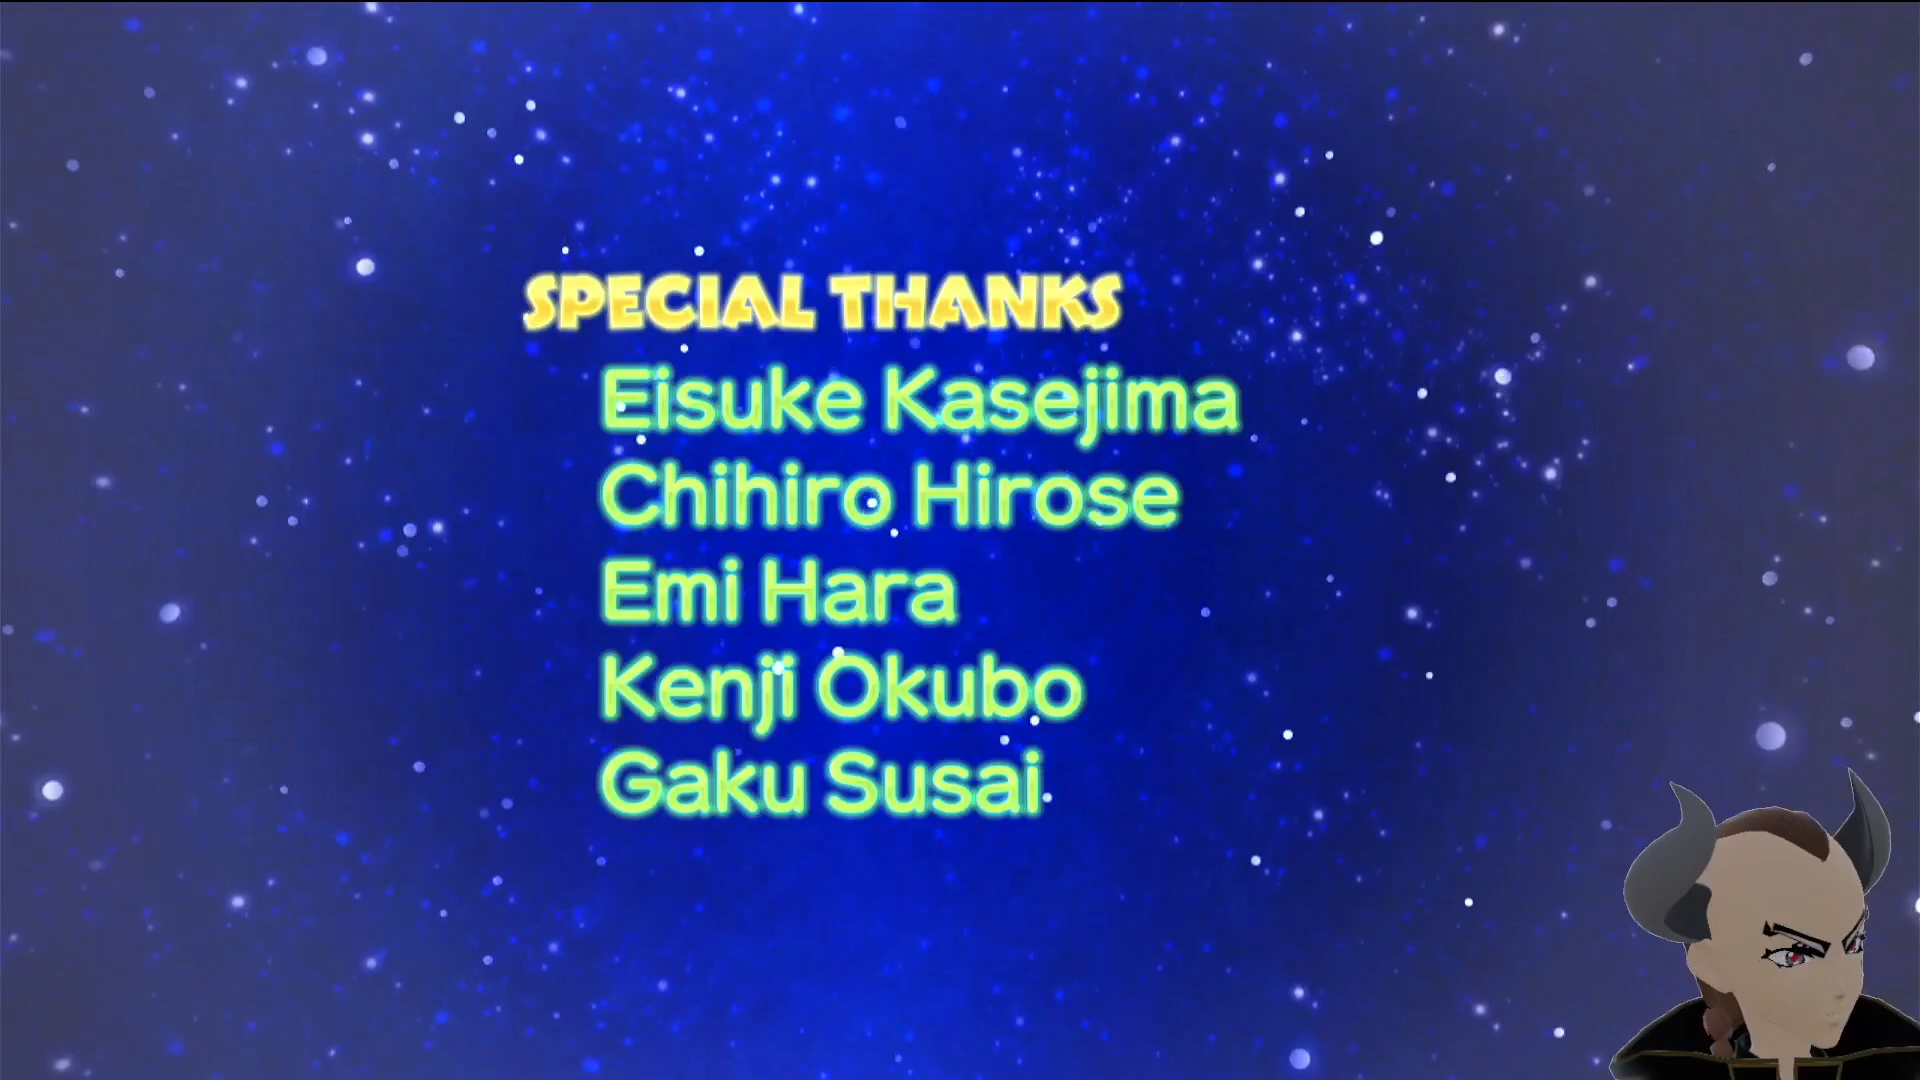 SPECIAL THANKS
Eisuke Kasejima
Chihiro Hirose
Emi Hara
Kenji Okubo
Gaku Susai